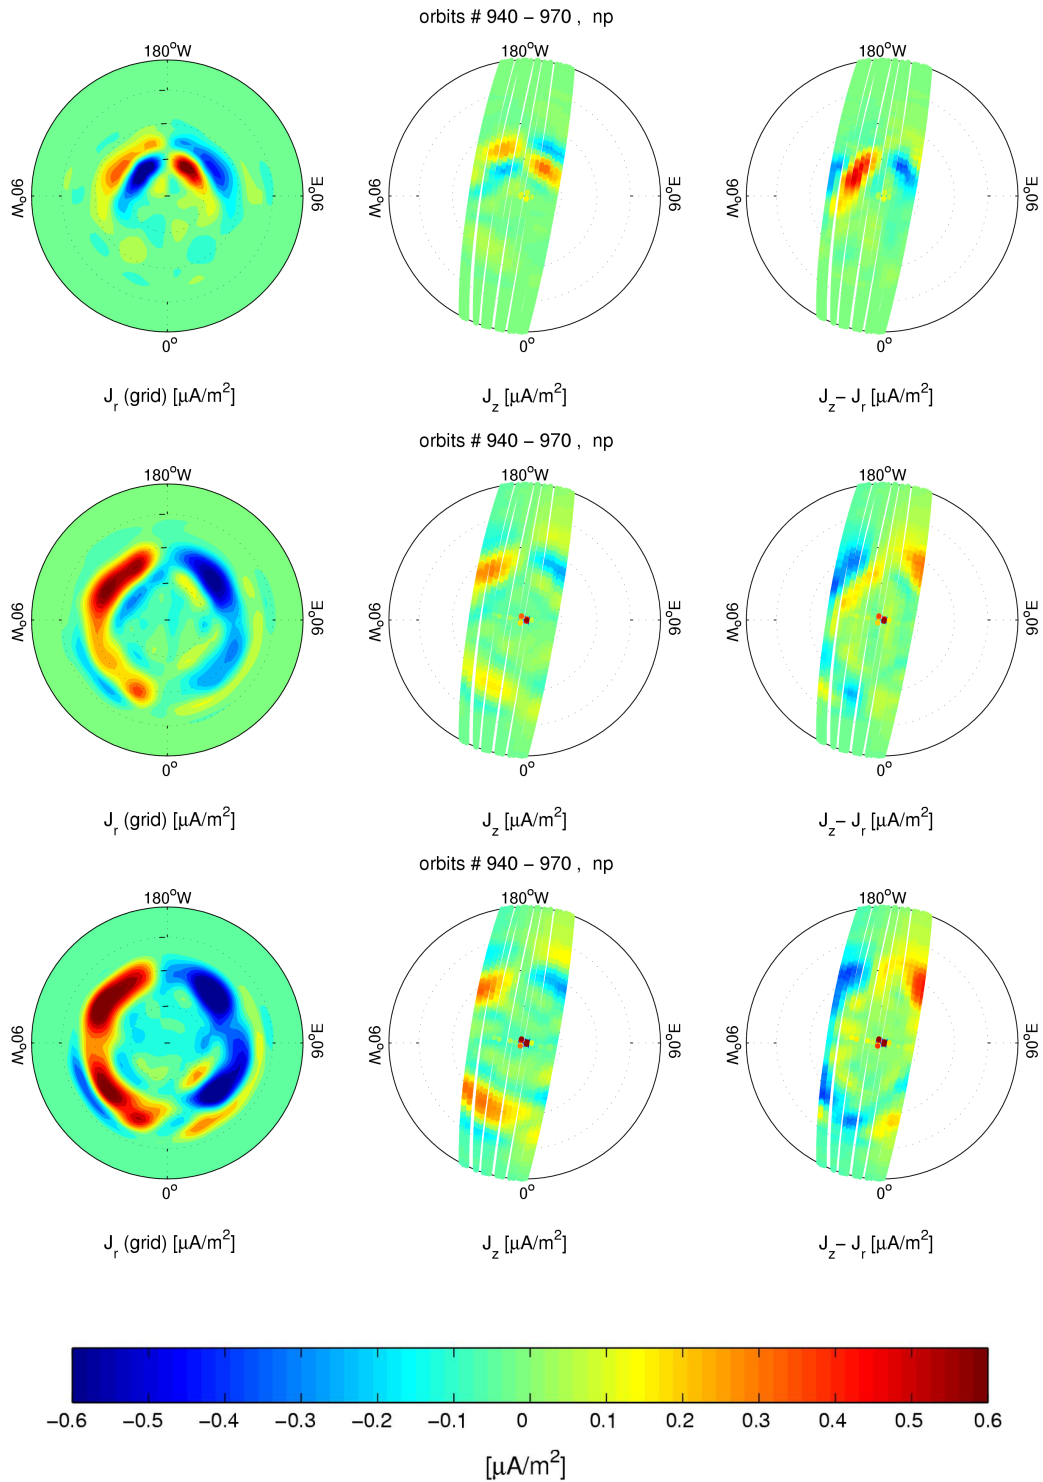 orbits # 940 − 970 ,  np
180°W 180°W 180°W
90°W 90°E 90°W 90°E 90°W 90°E
0° 0° 0°
J_r (grid) [μA/m²] J_z [μA/m²] J_z− J_r [μA/m²]
orbits # 940 − 970 ,  np
180°W 180°W 180°W
90°W 90°E 90°W 90°E 90°W 90°E
0° 0° 0°
J_r (grid) [μA/m²] J_z [μA/m²] J_z− J_r [μA/m²]
orbits # 940 − 970 ,  np
180°W 180°W 180°W
90°W 90°E 90°W 90°E 90°W 90°E
0° 0° 0°
J_r (grid) [μA/m²] J_z [μA/m²] J_z− J_r [μA/m²]
−0.6 −0.5 −0.4 −0.3 −0.2 −0.1 0 0.1 0.2 0.3 0.4 0.5 0.6
[μA/m²]